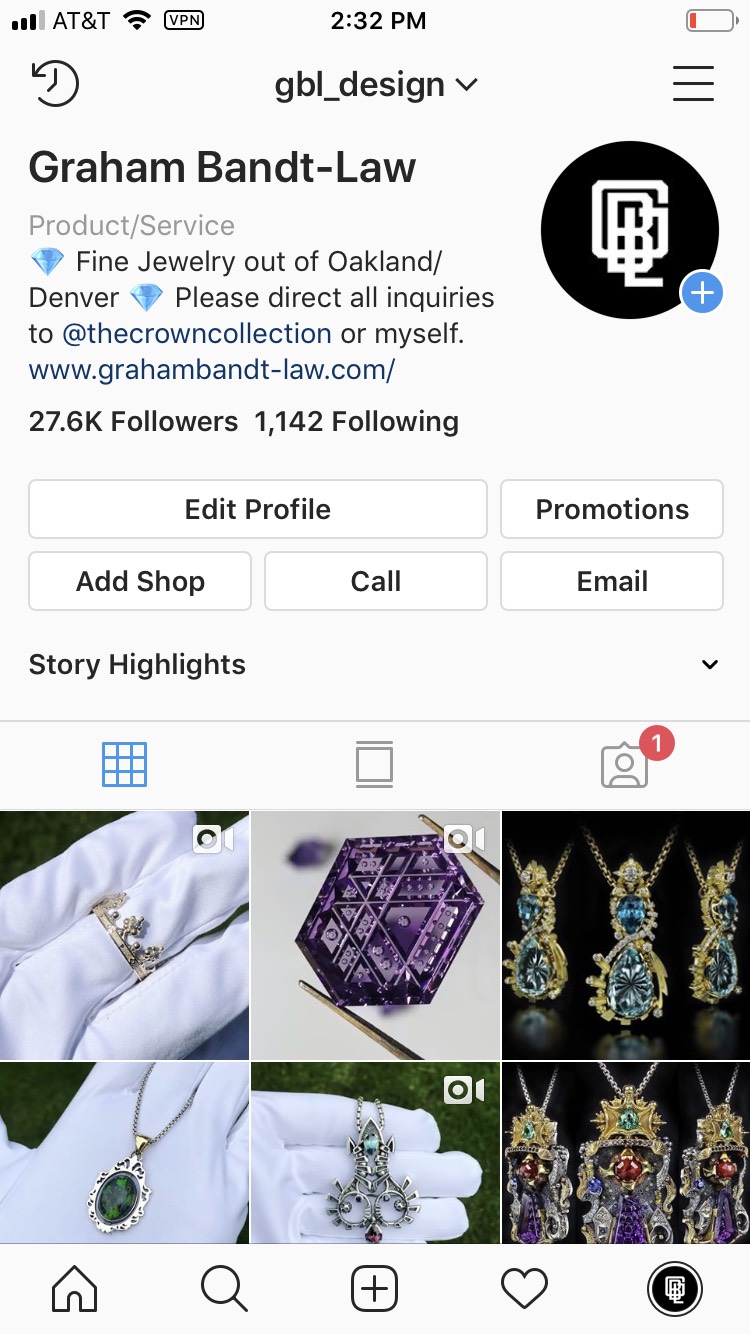 AT&T VPN 2:32 PM
gbl_design
Graham Bandt-Law
Product/Service
💎 Fine Jewelry out of Oakland/
Denver 💎 Please direct all inquiries
to @thecrowncollection or myself.
www.grahambandt-law.com/
27.6K Followers 1,142 Following
Edit Profile Promotions
Add Shop Call Email
Story Highlights
1